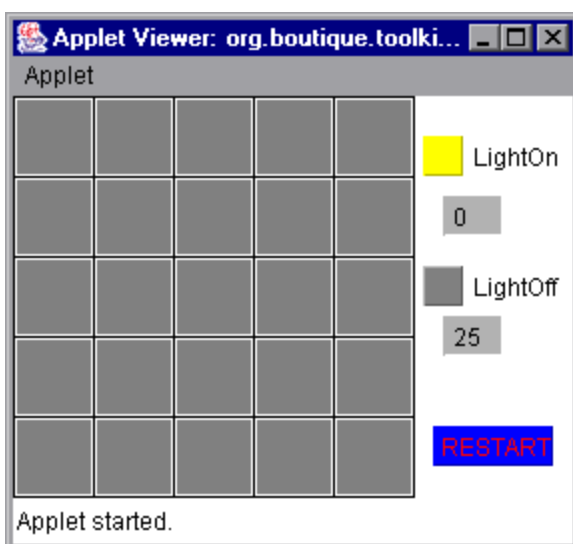 Applet Viewer: org.boutique.toolki...
Applet
LightOn
0
LightOff
25
RESTART
Applet started.